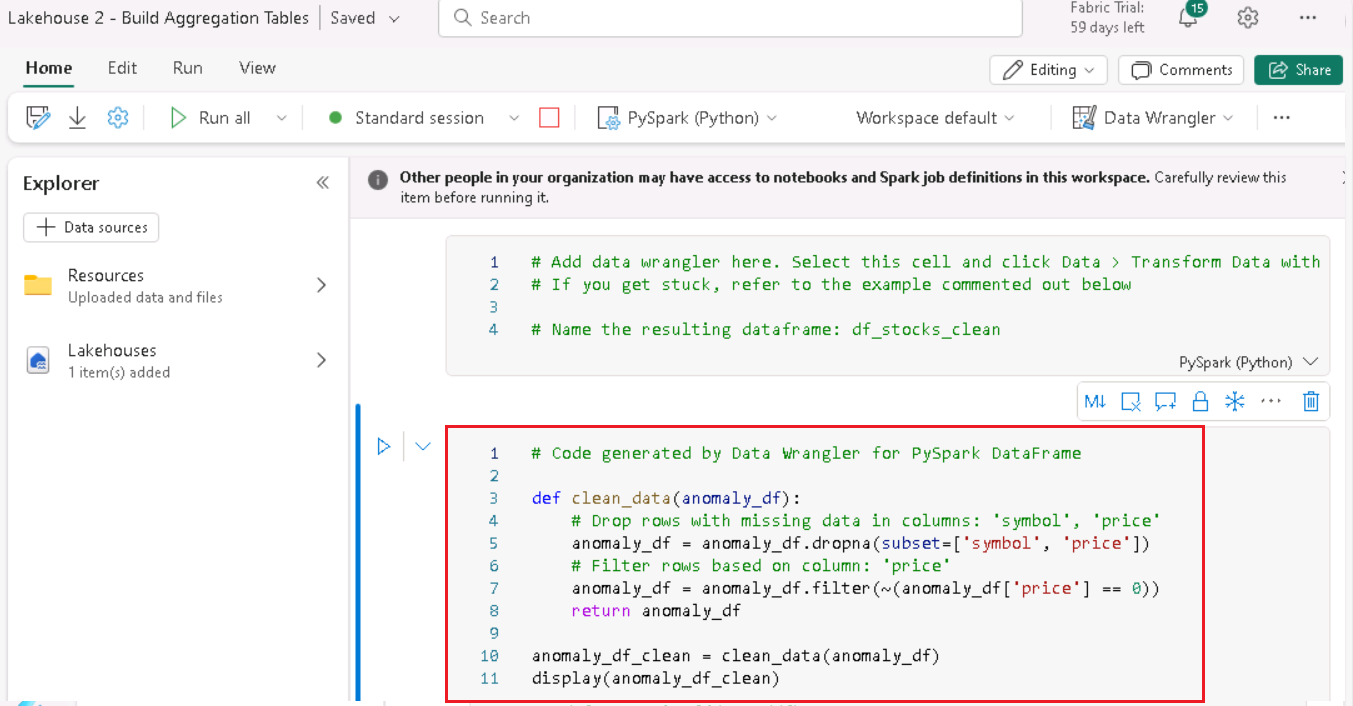 Lakehouse 2 - Build Aggregation Tables
Saved
Search
Fabric Trial:
59 days left
15
Home
Edit
Run
View
Editing
Comments
Share
Run all
Standard session
PySpark (Python)
Workspace default
Data Wrangler
Explorer
Data sources
Resources
Uploaded data and files
Lakehouses
1 item(s) added
Other people in your organization may have access to notebooks and Spark job definitions in this workspace. Carefully review this
item before running it.
1 # Add data wrangler here. Select this cell and click Data > Transform Data with
2 # If you get stuck, refer to the example commented out below
3
4 # Name the resulting dataframe: df_stocks_clean
PySpark (Python)
M↓
1 # Code generated by Data Wrangler for PySpark DataFrame
2
3 def clean_data(anomaly_df):
4     # Drop rows with missing data in columns: 'symbol', 'price'
5     anomaly_df = anomaly_df.dropna(subset=['symbol', 'price'])
6     # Filter rows based on column: 'price'
7     anomaly_df = anomaly_df.filter(~(anomaly_df['price'] == 0))
8     return anomaly_df
9
10 anomaly_df_clean = clean_data(anomaly_df)
11 display(anomaly_df_clean)